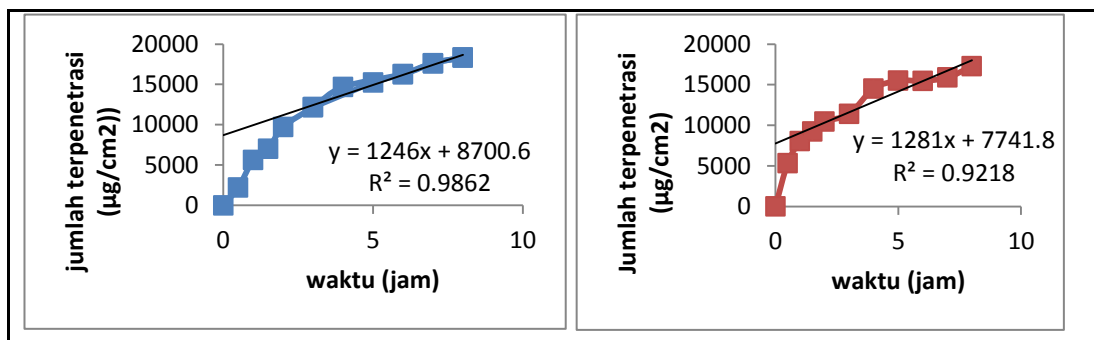 jumlah terpenetrasi
(µg/cm2))
20000
15000
10000
5000
0
0
5
10
waktu (jam)
y = 1246x + 8700.6
R² = 0.9862
Jumlah terpenetrasi
(µg/cm2)
20000
15000
10000
5000
0
0
5
10
waktu (jam)
y = 1281x + 7741.8
R² = 0.9218